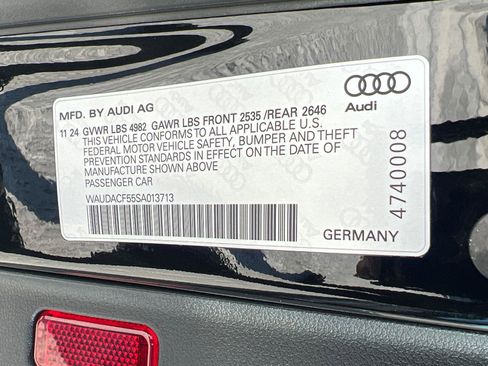 MFD. BY AUDI AG
Audi
11 24 GVWR LBS 4982 GAWR LBS FRONT 2535 /REAR 2646
THIS VEHICLE CONFORMS TO ALL APPLICABLE U.S.
FEDERAL MOTOR VEHICLE SAFETY, BUMPER AND THEFT
PREVENTION STANDARDS IN EFFECT ON THE DATE OF
MANUFACTURE SHOWN ABOVE
PASSENGER CAR
WAUDACF55SA013713
GERMANY
4740008